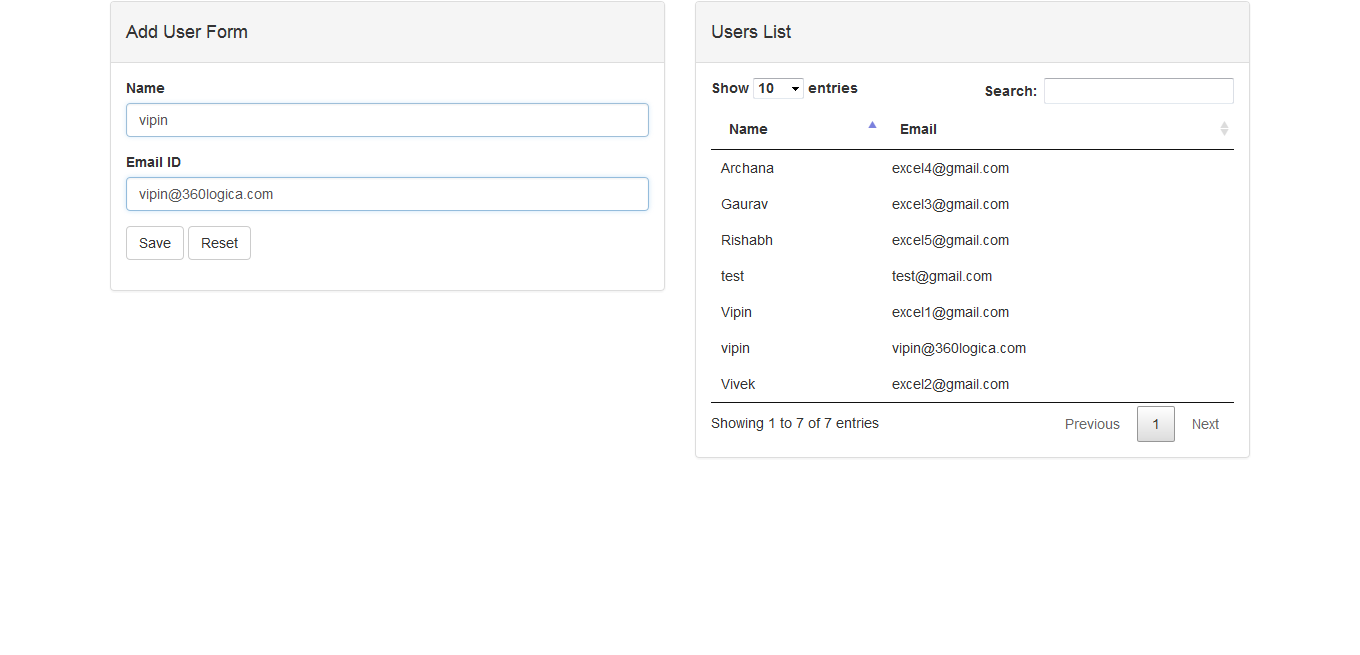 Add User Form
Name
vipin
Email ID
vipin@360logica.com
Save Reset
Users List
Show 10 entries Search:
Name Email
Archana excel4@gmail.com
Gaurav excel3@gmail.com
Rishabh excel5@gmail.com
test test@gmail.com
Vipin excel1@gmail.com
vipin vipin@360logica.com
Vivek excel2@gmail.com
Showing 1 to 7 of 7 entries Previous 1 Next